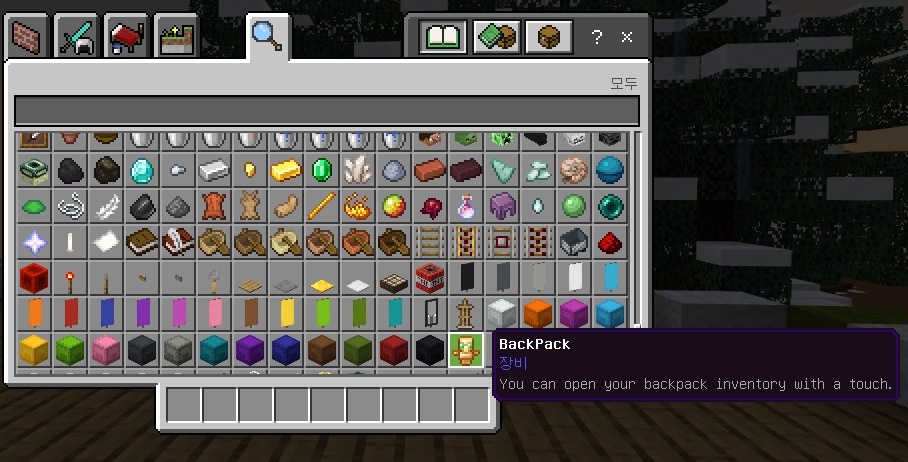 ?
모두
BackPack
장비
You can open your backpack inventory with a touch.